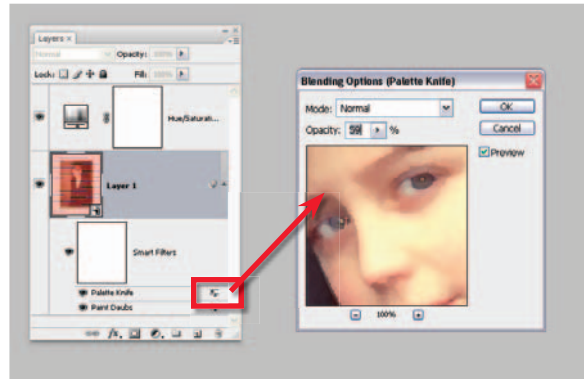 Layers ×
Normal
Opacity: 100%
Lock:
Fill: 100%
Hue/Saturati...
Layer 1
Smart Filters
Palette Knife
Paint Daubs
Blending Options (Palette Knife)
Mode: Normal
OK
Opacity: 59 %
Cancel
Preview
100%